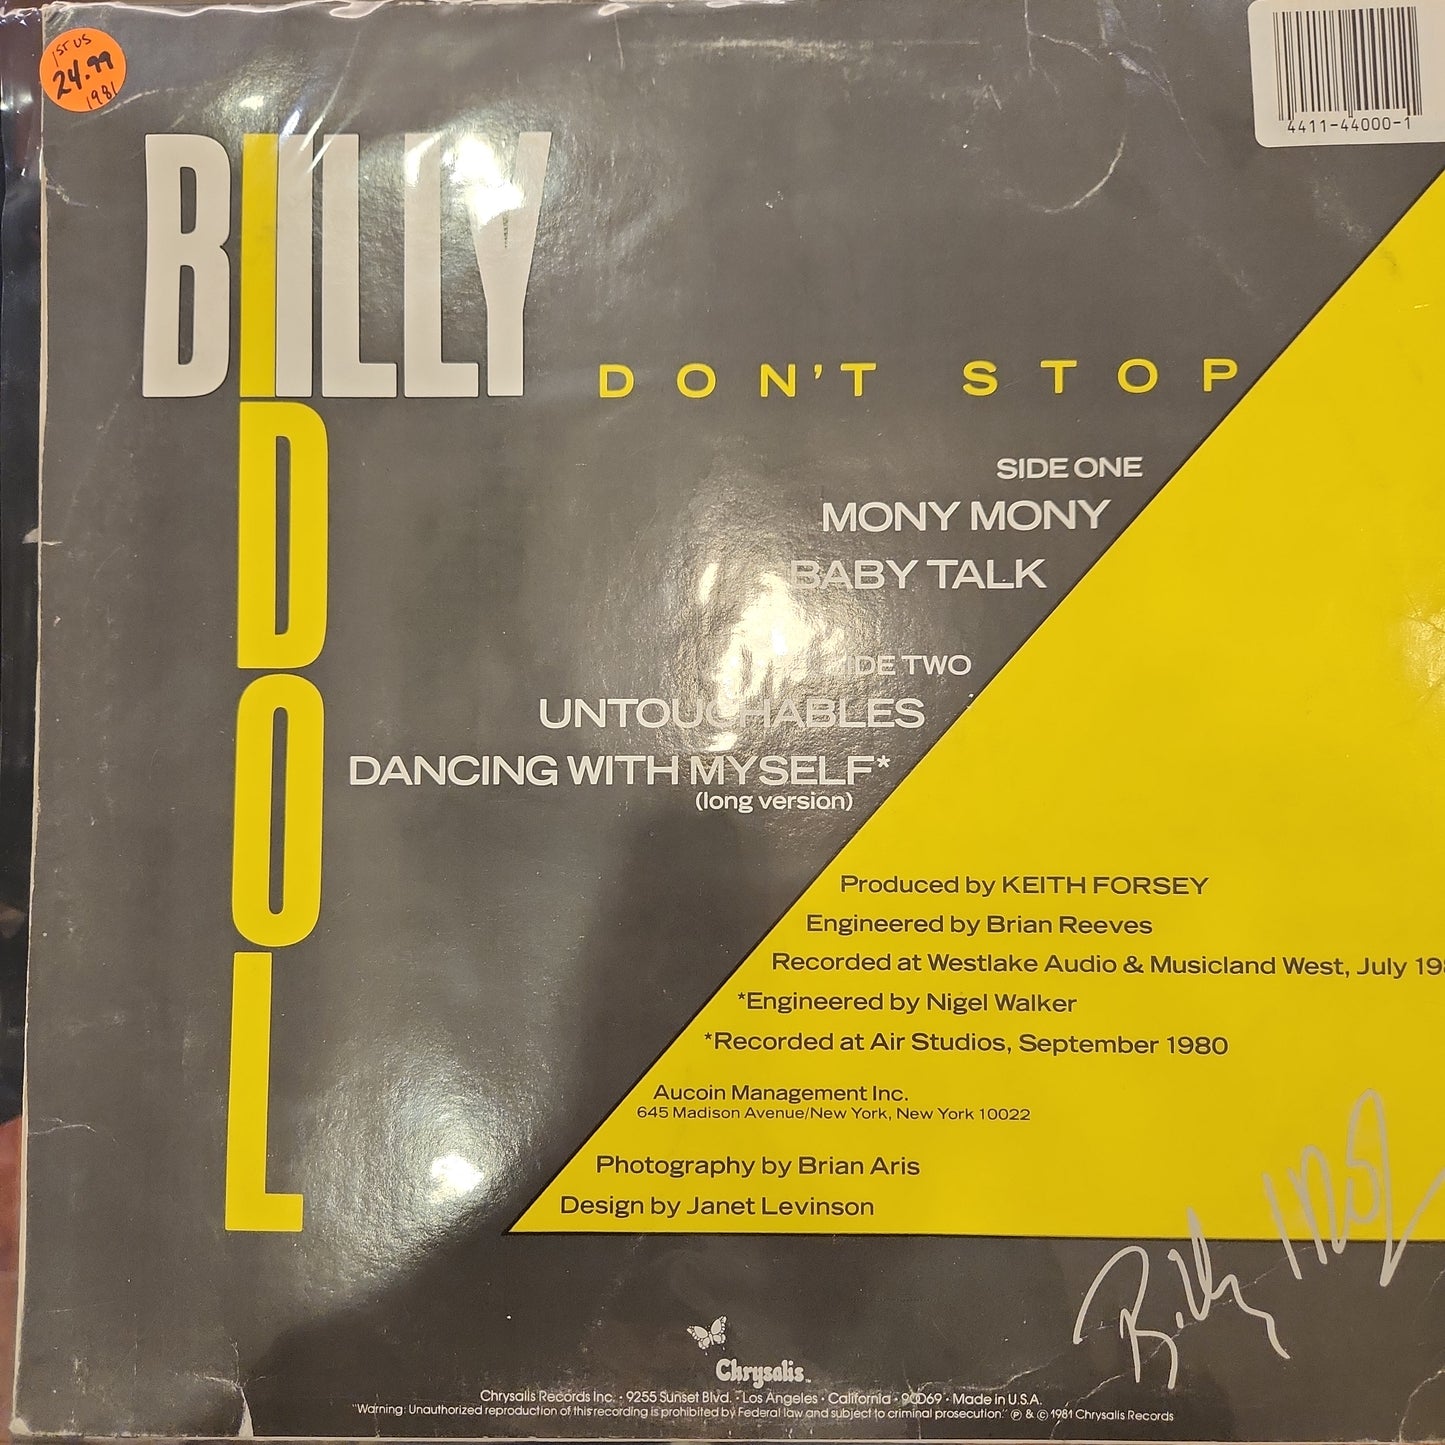 1ST US
24.99
1981
4411-44000-1
BILLY
IDOL
DON'T STOP
SIDE ONE
MONY MONY
BABY TALK
SIDE TWO
UNTOUCHABLES
DANCING WITH MYSELF*
(long version)
Produced by KEITH FORSEY
Engineered by Brian Reeves
Recorded at Westlake Audio & Musicland West, July 198
*Engineered by Nigel Walker
*Recorded at Air Studios, September 1980
Aucoin Management Inc.
645 Madison Avenue/New York, New York 10022
Photography by Brian Aris
Design by Janet Levinson
Billy Idol
Chrysalis
Chrysalis Records Inc. · 9255 Sunset Blvd. · Los Angeles · California · 90069 · Made in U.S.A.
"Warning: Unauthorized reproduction of this recording is prohibited by Federal law and subject to criminal prosecution." ℗ & © 1981 Chrysalis Records